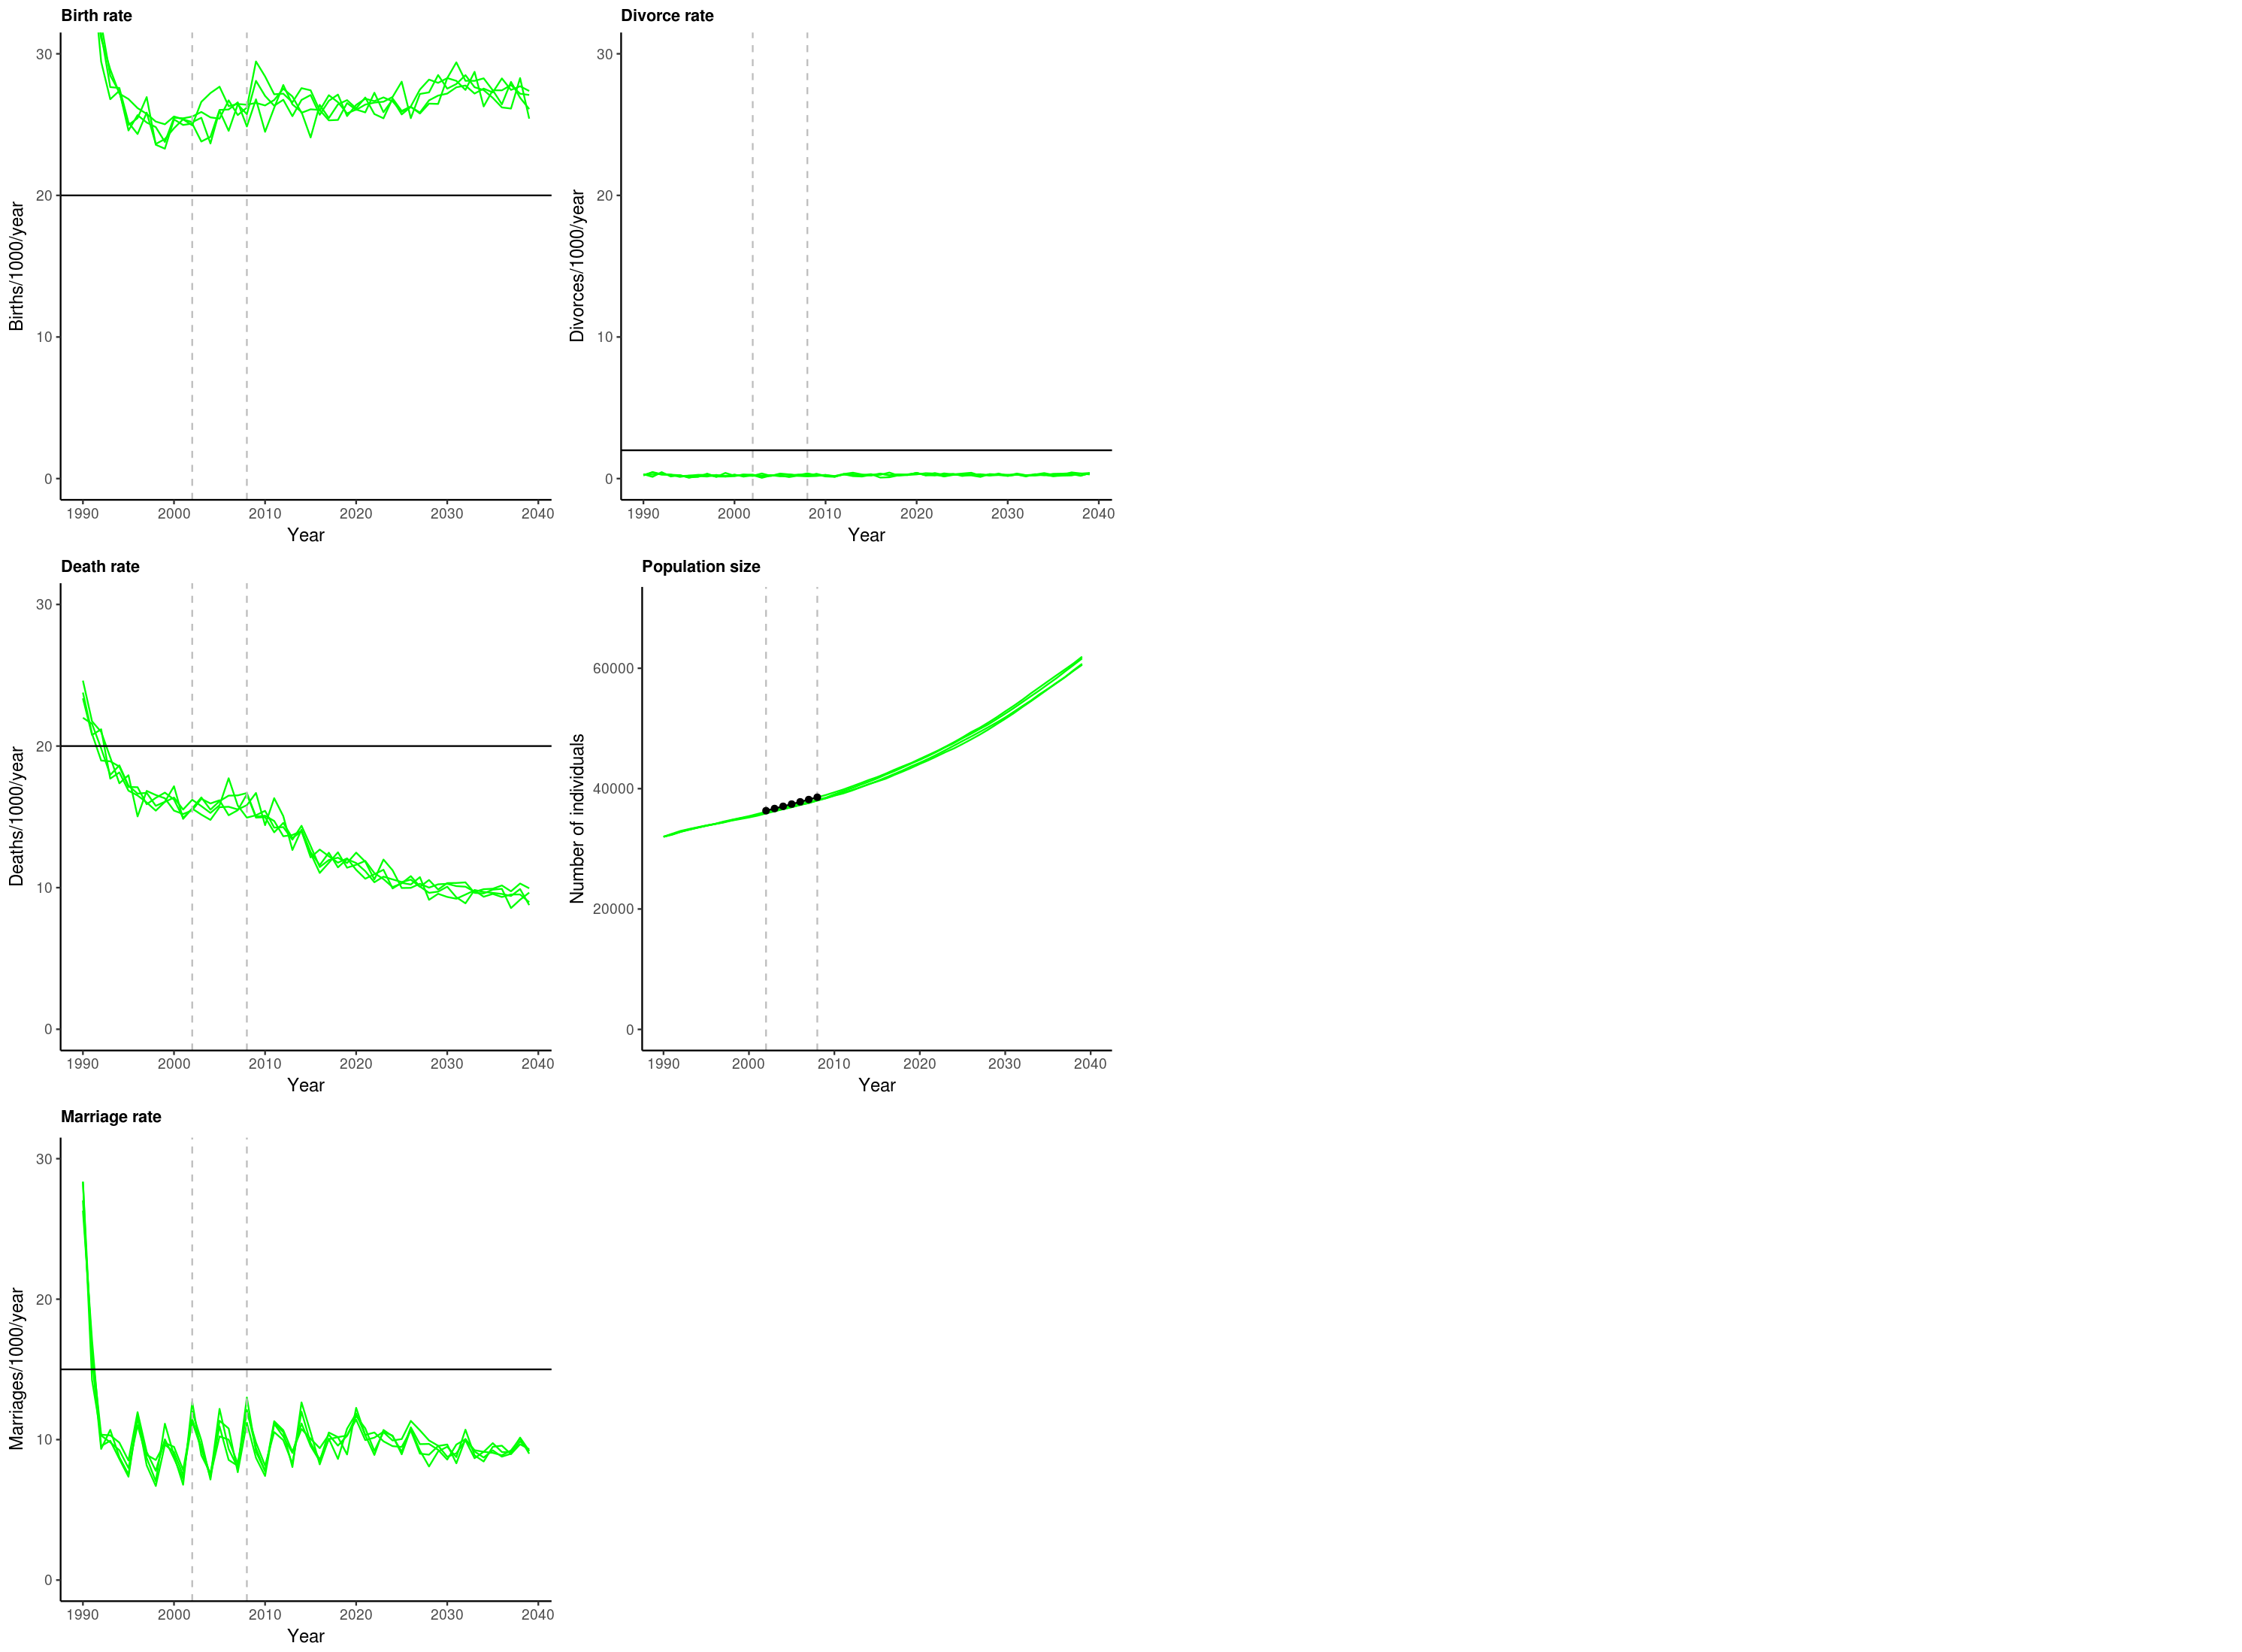 Birth rate
Births/1000/year
30
20
10
0
1990 2000 2010 2020 2030 2040
Year
Divorce rate
Divorces/1000/year
30
20
10
0
1990 2000 2010 2020 2030 2040
Year
Death rate
Deaths/1000/year
30
20
10
0
1990 2000 2010 2020 2030 2040
Year
Population size
Number of individuals
60000
40000
20000
0
1990 2000 2010 2020 2030 2040
Year
Marriage rate
Marriages/1000/year
30
20
10
0
1990 2000 2010 2020 2030 2040
Year